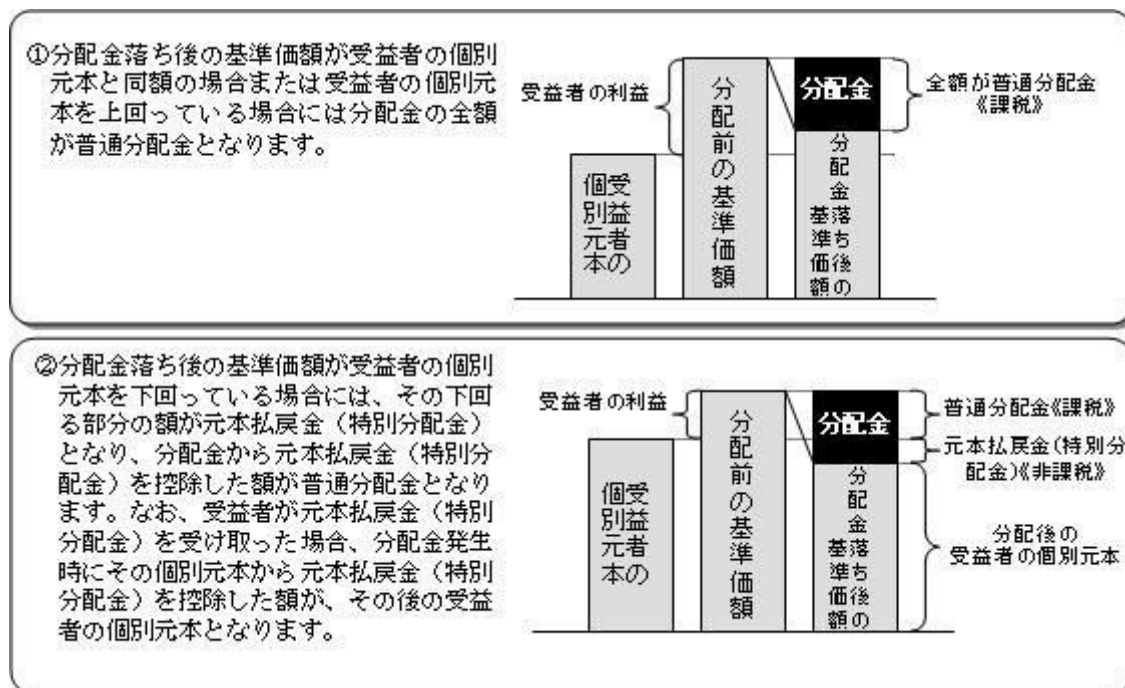 ①分配金落ち後の基準価額が受益者の個別
元本と同額の場合または受益者の個別元
本を上回っている場合には分配金の全額
が普通分配金となります。
受益者の利益
受益者の
個別元本
分配前の基準価額
分配金
分配金落ち後の
基準価額
全額が普通分配金
《課税》
②分配金落ち後の基準価額が受益者の個別
元本を下回っている場合には、その下回
る部分の額が元本払戻金（特別分配金）
となり、分配金から元本払戻金（特別分
配金）を控除した額が普通分配金となり
ます。なお、受益者が元本払戻金（特別
分配金）を受け取った場合、分配金発生
時にその個別元本から元本払戻金（特別
分配金）を控除した額が、その後の受益
者の個別元本となります。
受益者の利益
受益者の
個別元本
分配前の基準価額
分配金
分配金落ち後の
基準価額
普通分配金《課税》
元本払戻金(特別分
配金)《非課税》
分配後の
受益者の個別元本